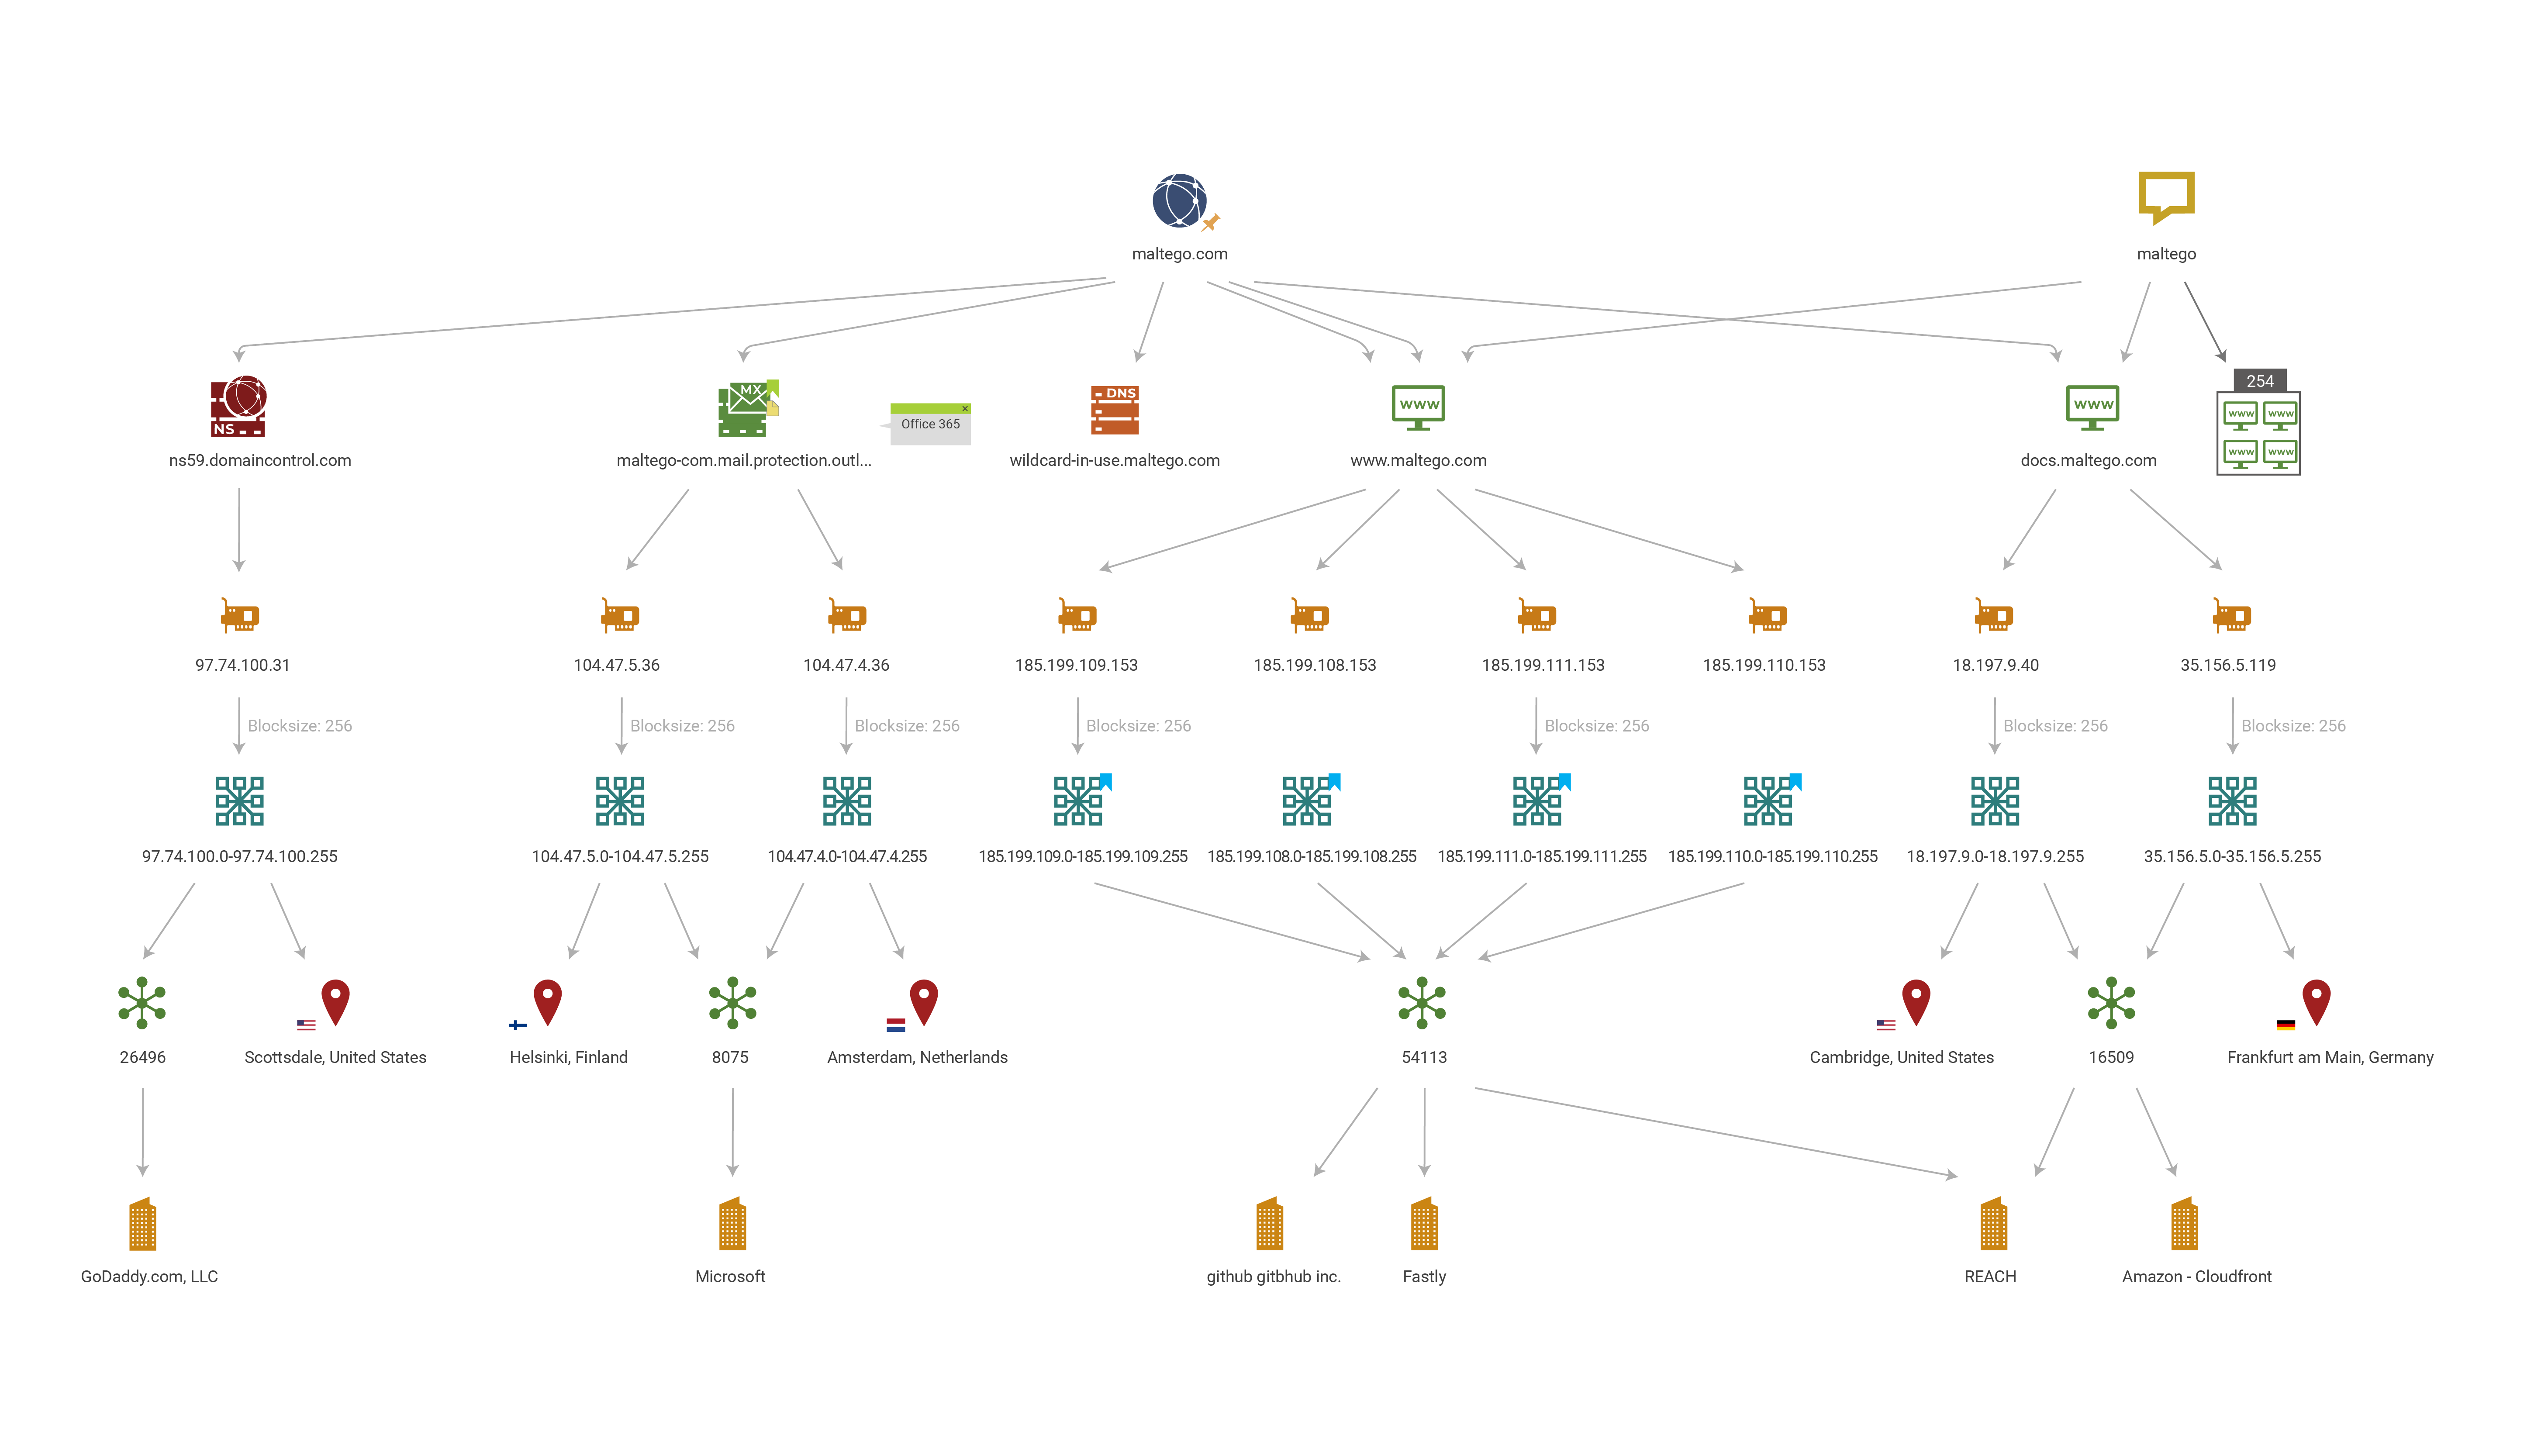 maltego.com
maltego
254
NS
MX
Office 365
DNS
www
www
www
www
www
www
ns59.domaincontrol.com
maltego-com.mail.protection.outl...
wildcard-in-use.maltego.com
www.maltego.com
docs.maltego.com
97.74.100.31
104.47.5.36
104.47.4.36
185.199.109.153
185.199.108.153
185.199.111.153
185.199.110.153
18.197.9.40
35.156.5.119
Blocksize: 256
Blocksize: 256
Blocksize: 256
Blocksize: 256
Blocksize: 256
Blocksize: 256
Blocksize: 256
97.74.100.0-97.74.100.255
104.47.5.0-104.47.5.255
104.47.4.0-104.47.4.255
185.199.109.0-185.199.109.255
185.199.108.0-185.199.108.255
185.199.111.0-185.199.111.255
185.199.110.0-185.199.110.255
18.197.9.0-18.197.9.255
35.156.5.0-35.156.5.255
26496
Scottsdale, United States
Helsinki, Finland
8075
Amsterdam, Netherlands
54113
Cambridge, United States
16509
Frankfurt am Main, Germany
GoDaddy.com, LLC
Microsoft
github gitbhub inc.
Fastly
REACH
Amazon - Cloudfront